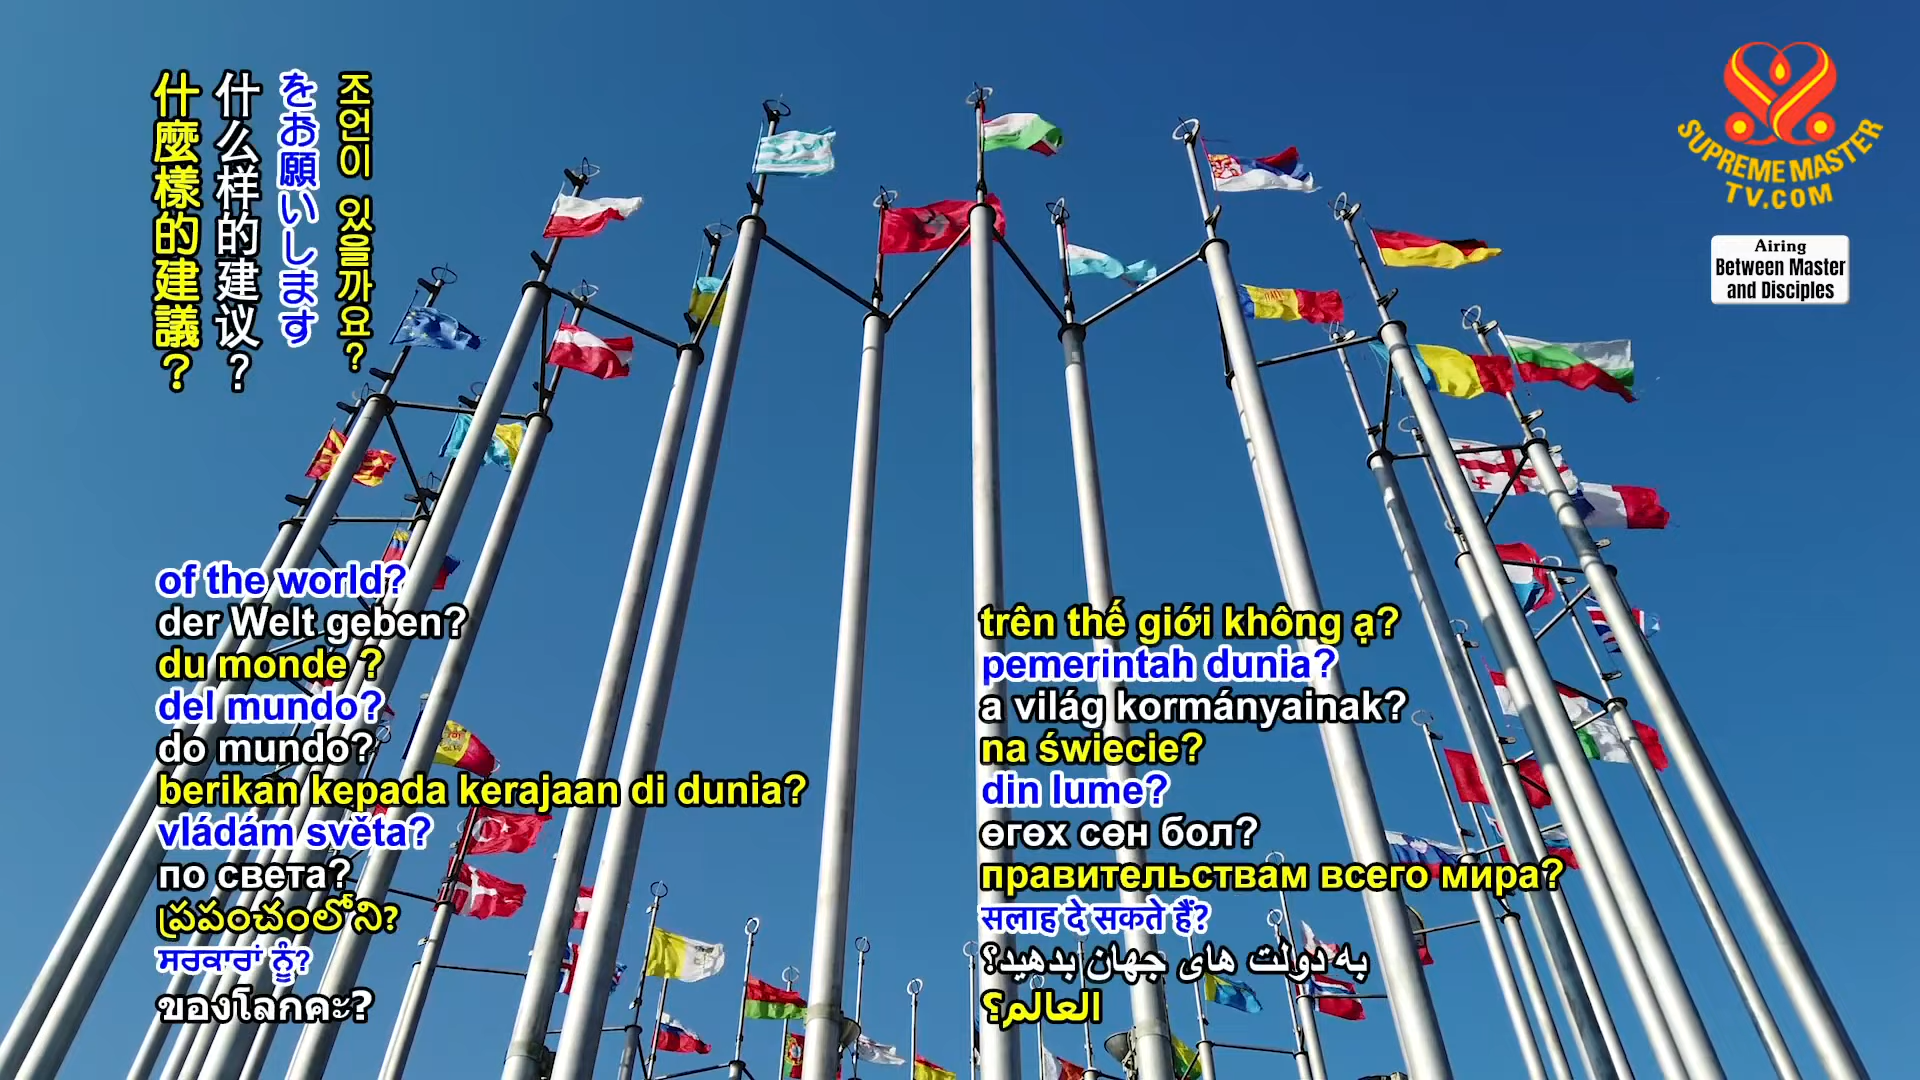 什麼樣的建議？
什么样的建议？
をお願いします
조언이 있을까요?
SUPREME MASTER
TV.COM
Airing
Between Master
and Disciples
of the world?
der Welt geben?
du monde ?
del mundo?
do mundo?
berikan kepada kerajaan di dunia?
vládám světa?
по света?
ప్రపంచంలోని?
ਸਰਕਾਰਾਂ ਨੂੰ?
ของโลกคะ?
trên thế giới không ạ?
pemerintah dunia?
a világ kormányainak?
na świecie?
din lume?
өгөх сөн бол?
правительствам всего мира?
सलाह दे सकते हैं?
به دولت های جهان بدهید؟
العالم؟